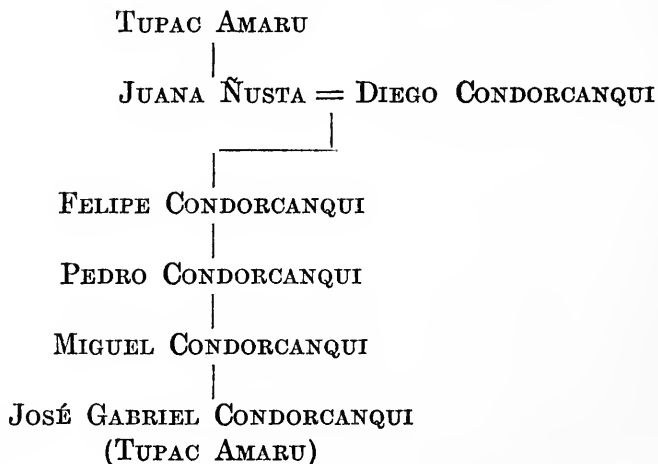 Tupac Amaru
Juana Ñusta = Diego Condorcanqui
Felipe Condorcanqui
Pedro Condorcanqui
Miguel Condorcanqui
José Gabriel Condorcanqui
(Tupac Amaru)